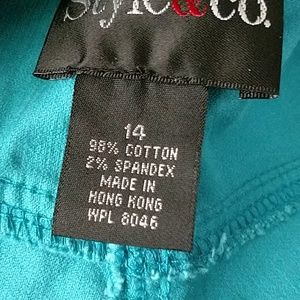 style&co.
14
98% COTTON
2% SPANDEX
MADE IN
HONG KONG
WPL 8046